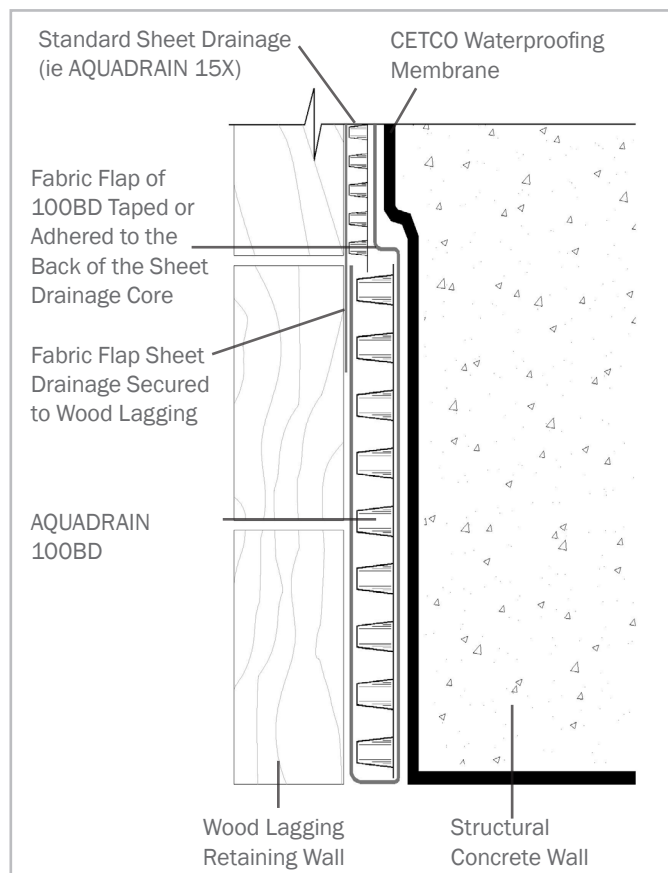 Standard Sheet Drainage
(ie AQUADRAIN 15X)
CETCO Waterproofing
Membrane
Fabric Flap of
100BD Taped or
Adhered to the
Back of the Sheet
Drainage Core
Fabric Flap Sheet
Drainage Secured
to Wood Lagging
AQUADRAIN
100BD
Wood Lagging
Retaining Wall
Structural
Concrete Wall